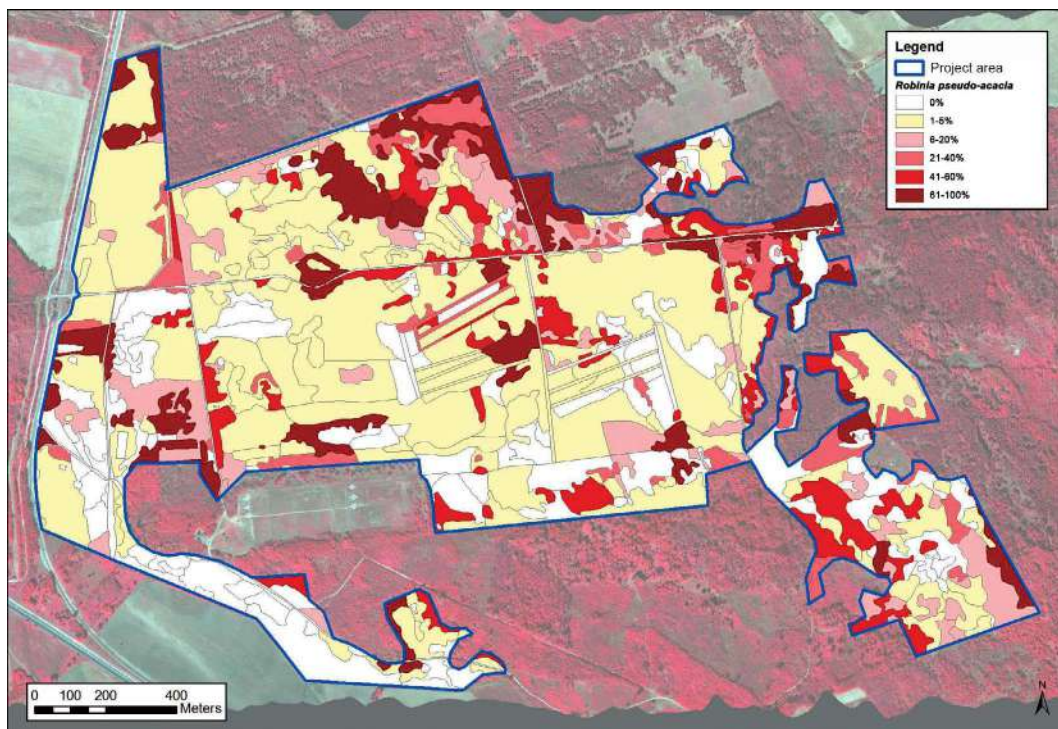 Legend
Project area
Robinia pseudo-acacia
0%
1-5%
6-20%
21-40%
41-60%
61-100%
0 100 200 400
Meters
N